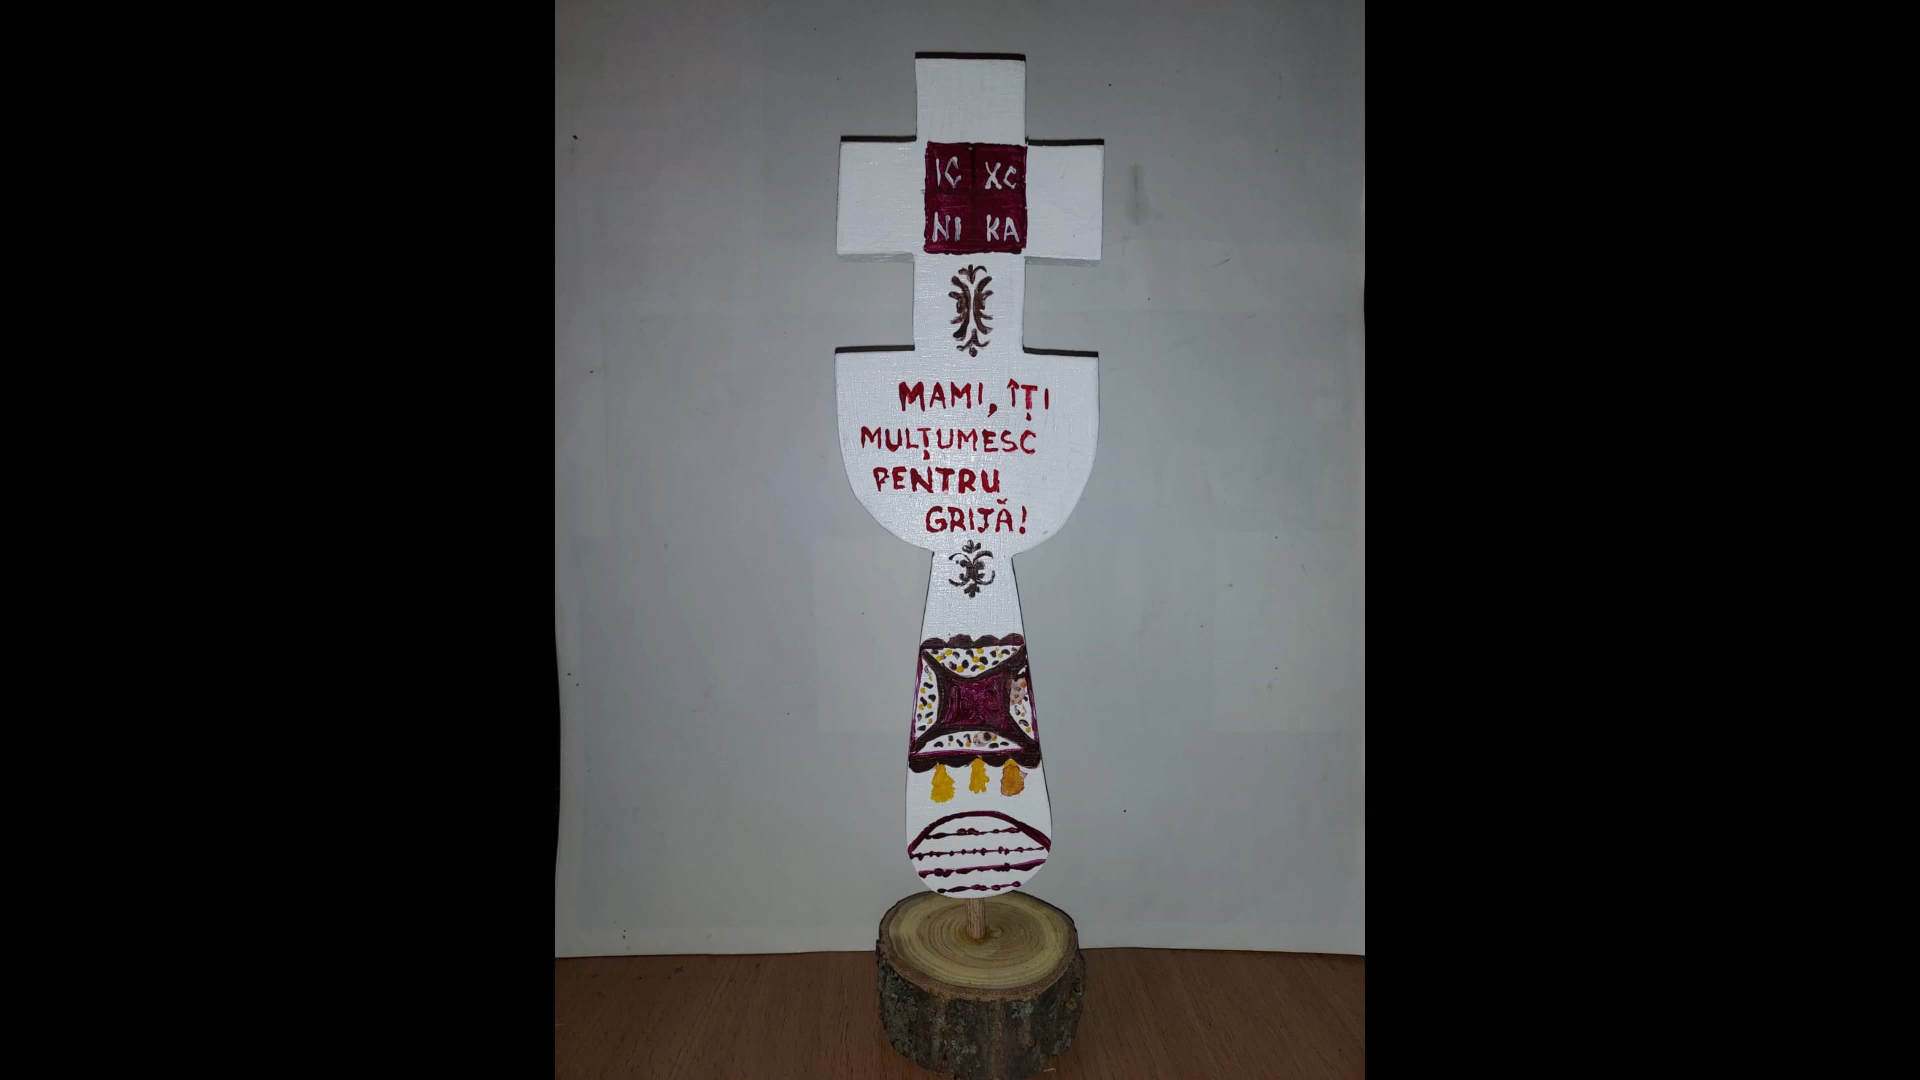 IC XC
NI KA
MAMI, ÎȚI
MULȚUMESC
PENTRU
GRIJĂ!